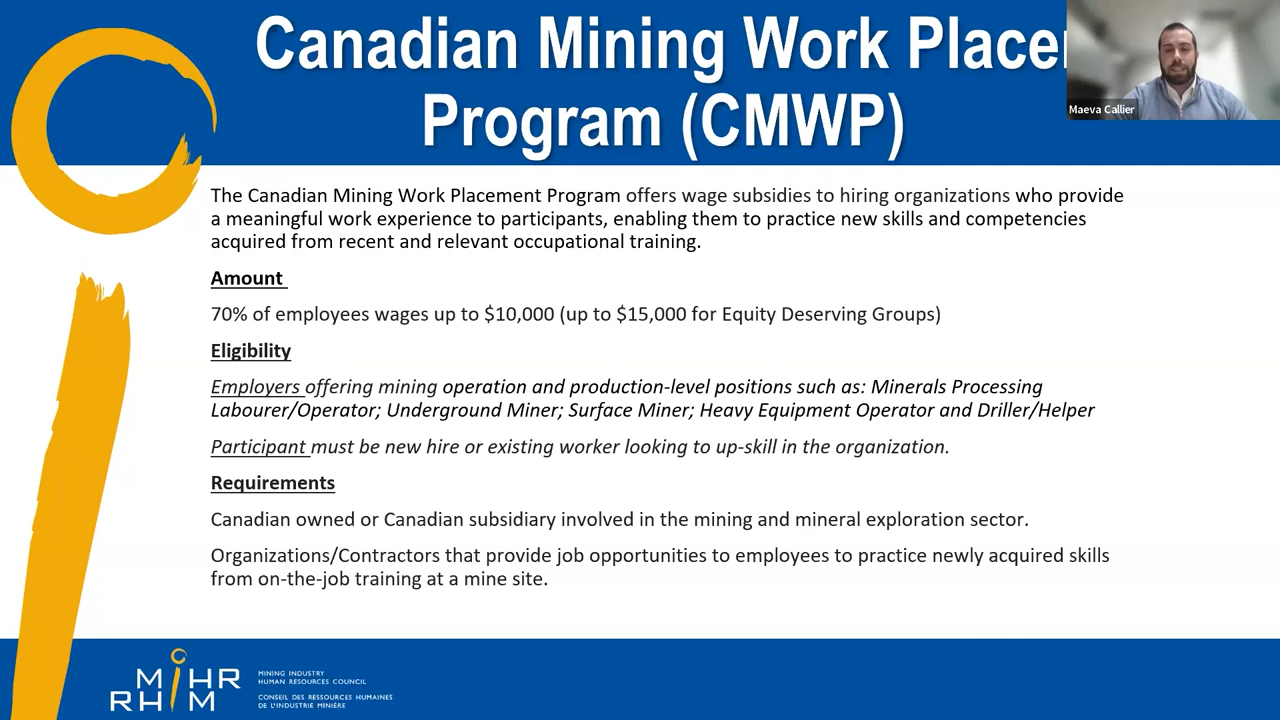 Canadian Mining Work Place
Program (CMWP)
Maeva Callier
The Canadian Mining Work Placement Program offers wage subsidies to hiring organizations who provide
a meaningful work experience to participants, enabling them to practice new skills and competencies
acquired from recent and relevant occupational training.
Amount
70% of employees wages up to $10,000 (up to $15,000 for Equity Deserving Groups)
Eligibility
Employers offering mining operation and production-level positions such as: Minerals Processing
Labourer/Operator; Underground Miner; Surface Miner; Heavy Equipment Operator and Driller/Helper
Participant must be new hire or existing worker looking to up-skill in the organization.
Requirements
Canadian owned or Canadian subsidiary involved in the mining and mineral exploration sector.
Organizations/Contractors that provide job opportunities to employees to practice newly acquired skills
from on-the-job training at a mine site.
MiHR
RHiM
MINING INDUSTRY
HUMAN RESOURCES COUNCIL
CONSEIL DES RESSOURCES HUMAINES
DE L'INDUSTRIE MINIÈRE